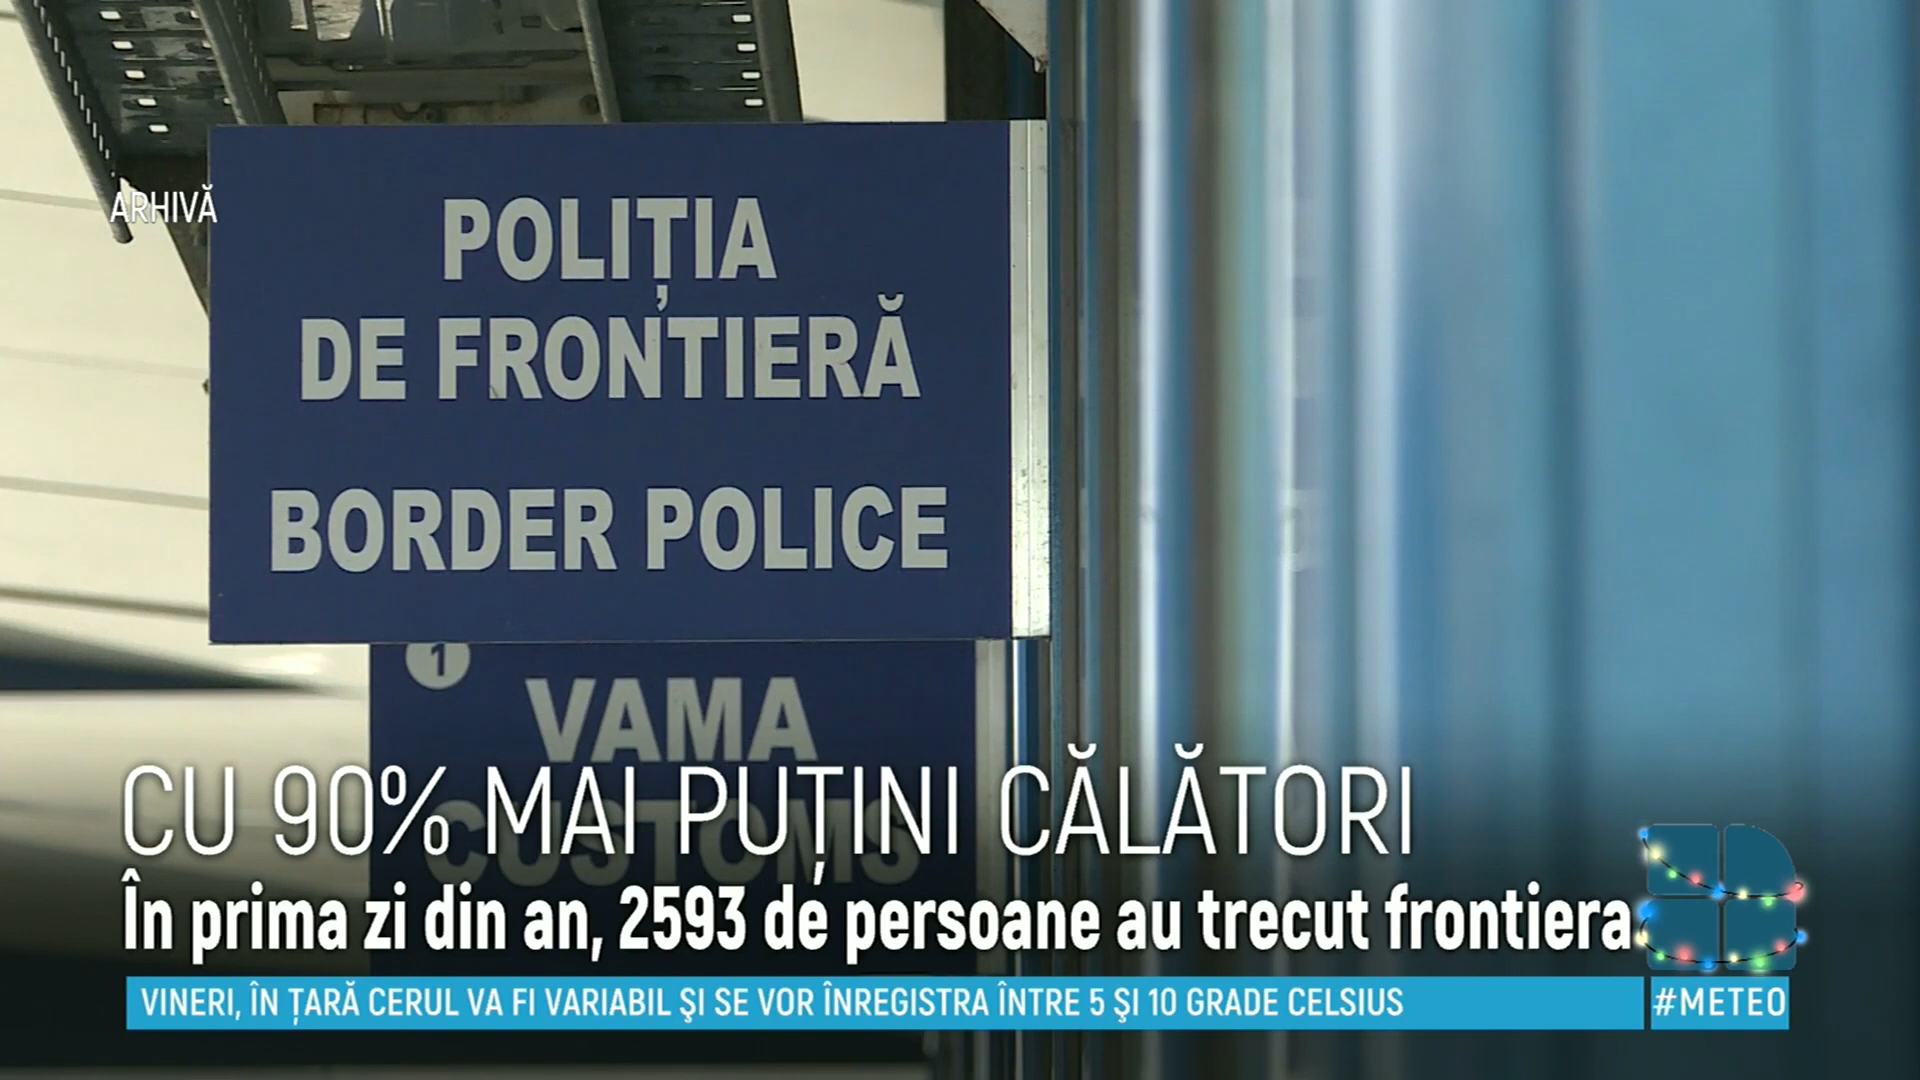 ARHIVĂ
POLIȚIA
DE FRONTIERĂ
BORDER POLICE
1
VAMA
CUSTOMS
CU 90% MAI PUȚINI CĂLĂTORI
În prima zi din an, 2593 de persoane au trecut frontiera
VINERI, ÎN ȚARĂ CERUL VA FI VARIABIL ŞI SE VOR ÎNREGISTRA ÎNTRE 5 ŞI 10 GRADE CELSIUS
#METEO